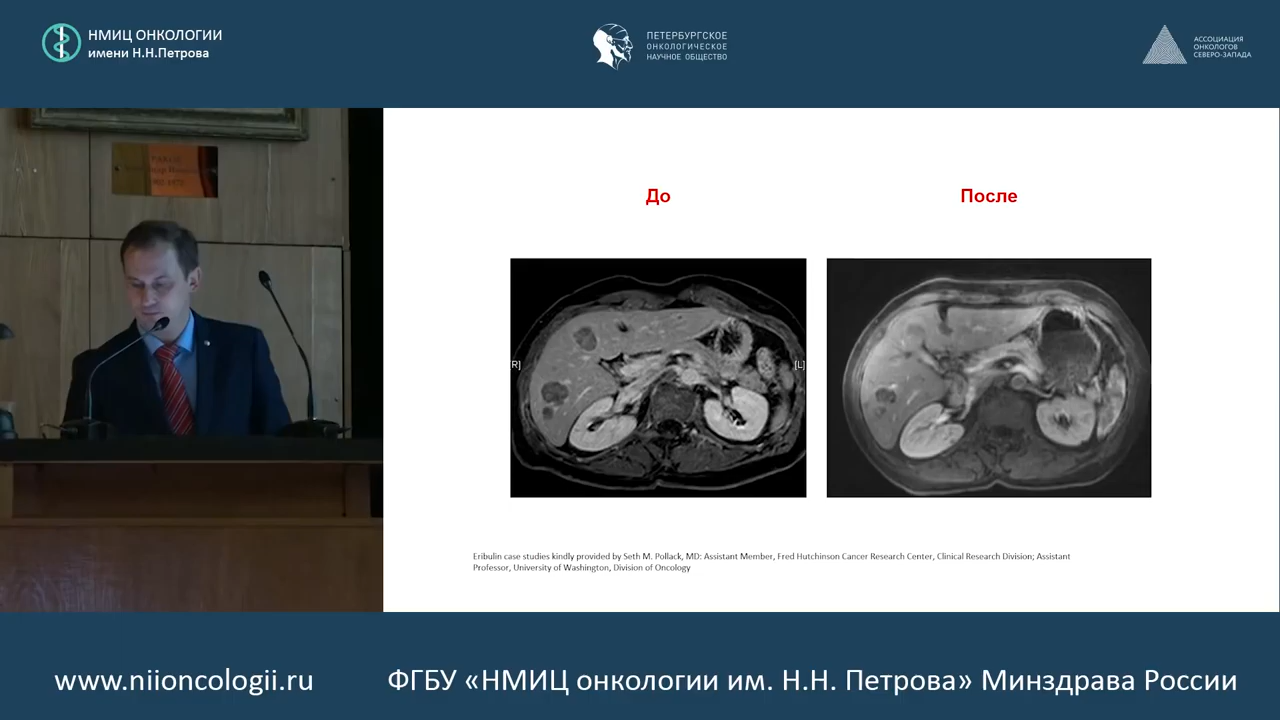 НМИЦ ОНКОЛОГИИ
имени Н.Н.Петрова
ПЕТЕРБУРГСКОЕ
ОНКОЛОГИЧЕСКОЕ
НАУЧНОЕ ОБЩЕСТВО
АССОЦИАЦИЯ
ОНКОЛОГОВ
СЕВЕРО-ЗАПАДА
До
После
R]
[L]
Eribulin case studies kindly provided by Seth M. Pollack, MD: Assistant Member, Fred Hutchinson Cancer Research Center, Clinical Research Division; Assistant
Professor, University of Washington, Division of Oncology
www.niioncologii.ru
ФГБУ «НМИЦ онкологии им. Н.Н. Петрова» Минздрава России